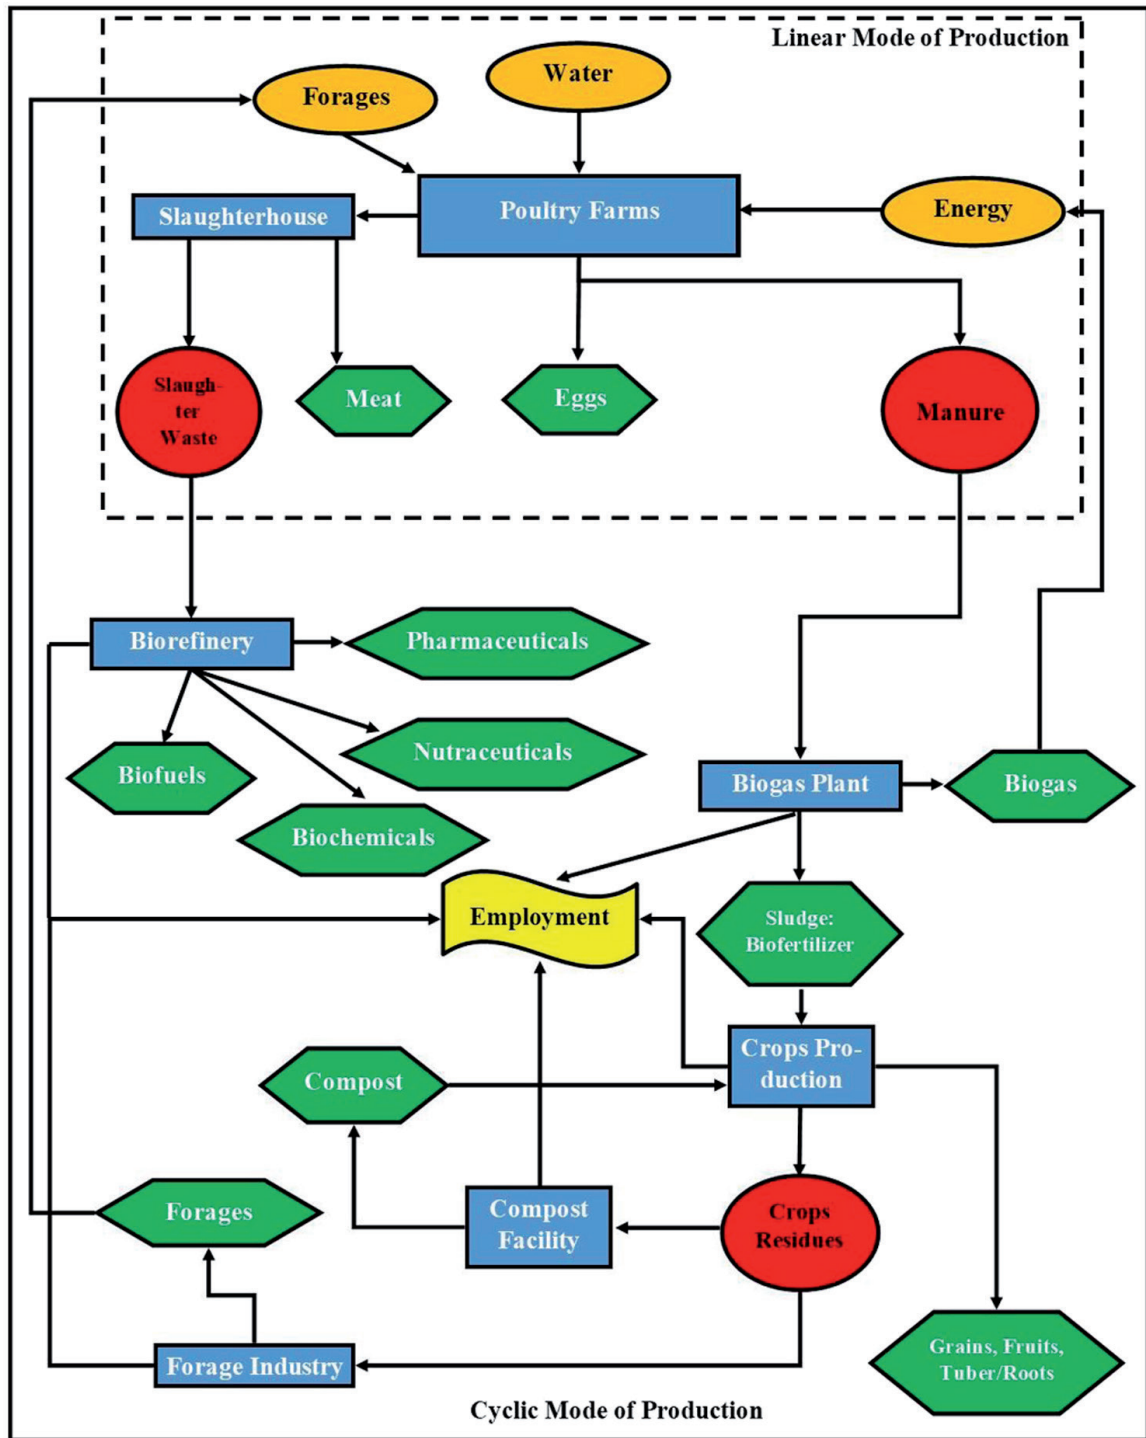 Linear Mode of Production
Water
Forages
Energy
Poultry Farms
Slaughterhouse
Slaugh-
ter
Waste
Meat
Eggs
Manure
Biorefinery
Pharmaceuticals
Nutraceuticals
Biofuels
Biochemicals
Biogas Plant
Biogas
Employment
Sludge:
Biofertilizer
Crops Pro-
duction
Compost
Forages
Compost
Facility
Crops
Residues
Forage Industry
Grains, Fruits,
Tuber/Roots
Cyclic Mode of Production